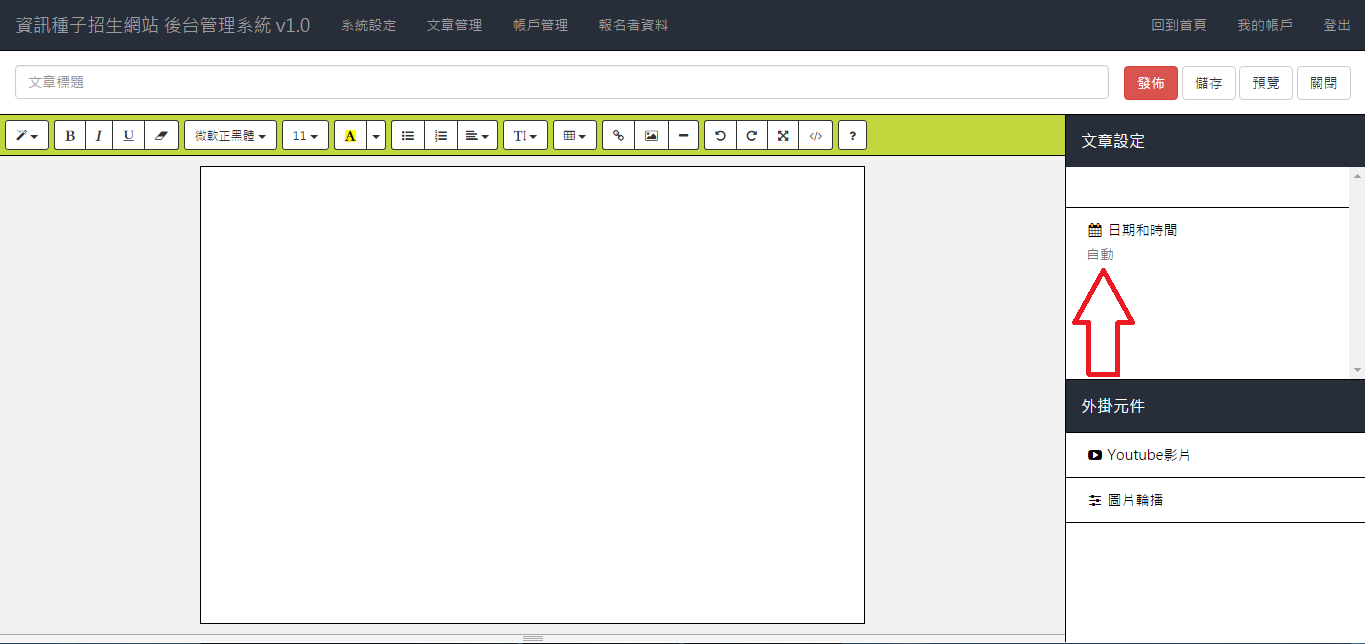 資訊種子招生網站 後台管理系統 v1.0 系統設定 文章管理 帳戶管理 報名者資料 回到首頁 我的帳戶 登出
文章標題 發佈 儲存 預覽 關閉
B I U 微軟正黑體 11 A T </> ?
文章設定
日期和時間
自動
外掛元件
Youtube影片
圖片輪播